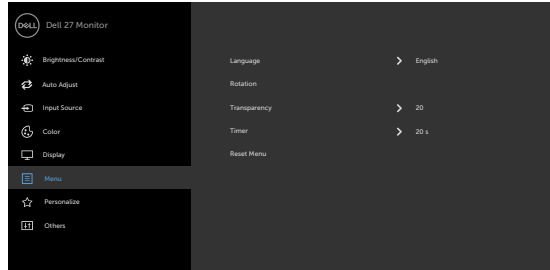 DELL Dell 27 Monitor
Brightness/Contrast
Auto Adjust
Input Source
Color
Display
Menu
Personalize
Others
Language English
Rotation
Transparency 20
Timer 20 s
Reset Menu